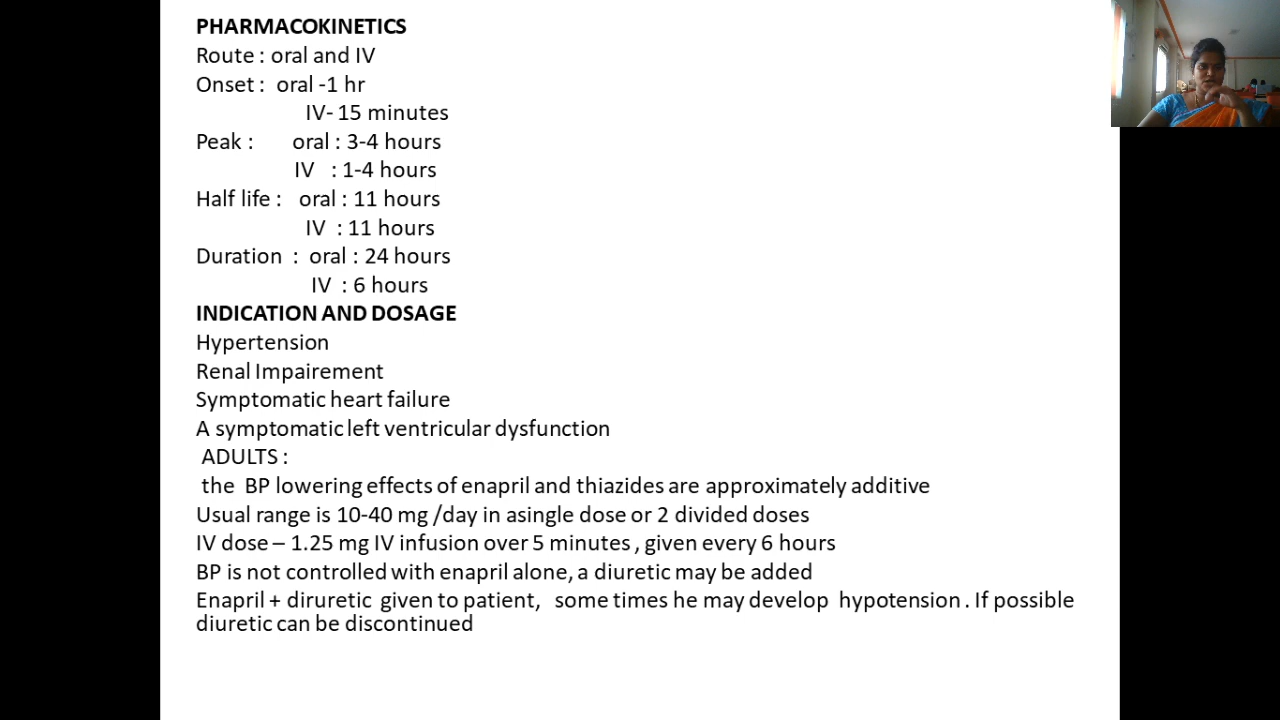 PHARMACOKINETICS
Route : oral and IV
Onset : oral -1 hr
IV- 15 minutes
Peak : oral : 3-4 hours
IV : 1-4 hours
Half life : oral : 11 hours
IV : 11 hours
Duration : oral : 24 hours
IV : 6 hours
INDICATION AND DOSAGE
Hypertension
Renal Impairement
Symptomatic heart failure
A symptomatic left ventricular dysfunction
ADULTS :
the BP lowering effects of enapril and thiazides are approximately additive
Usual range is 10-40 mg /day in asingle dose or 2 divided doses
IV dose – 1.25 mg IV infusion over 5 minutes , given every 6 hours
BP is not controlled with enapril alone, a diuretic may be added
Enapril + diruretic given to patient, some times he may develop hypotension . If possible
diuretic can be discontinued